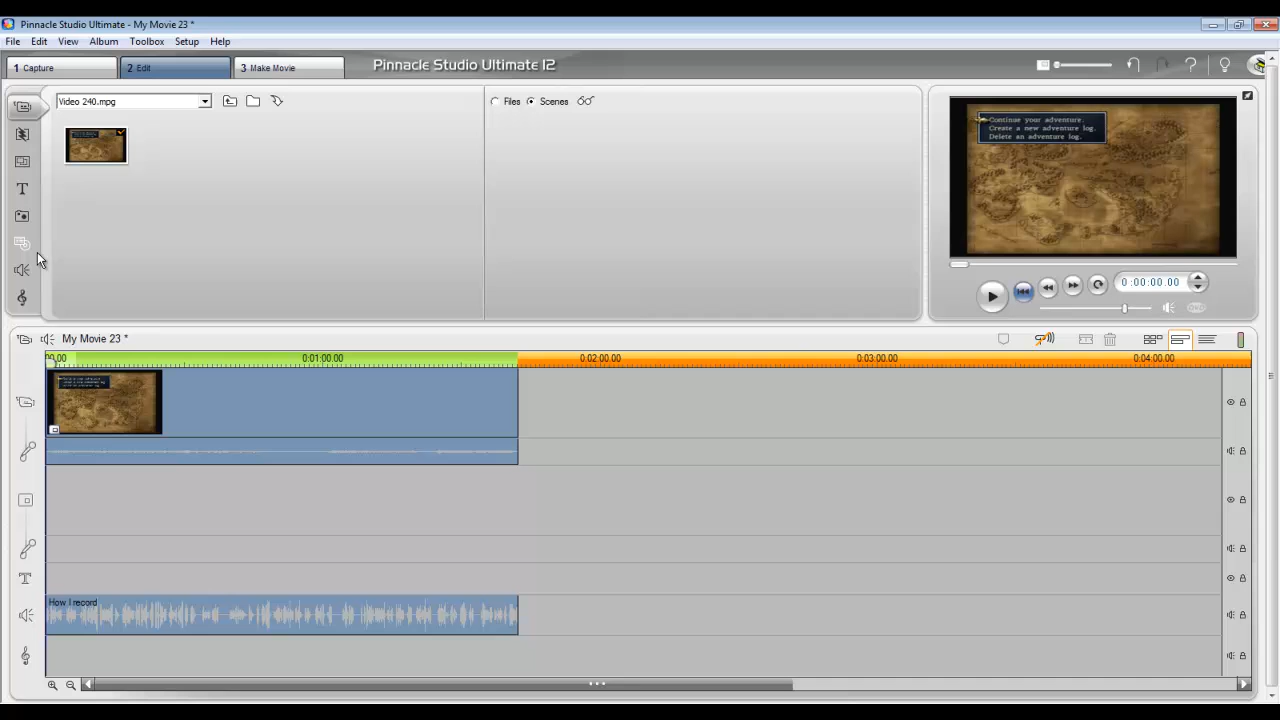 Pinnacle Studio Ultimate - My Movie 23 *
File Edit View Album Toolbox Setup Help
1 Capture 2 Edit 3 Make Movie Pinnacle Studio Ultimate 12
Video 240.mpg Files Scenes
Continue your adventure.
Create a new adventure log.
Delete an adventure log.
T
0:00:00.00
My Movie 23 *
00.00 0:01:00.00 0:02:00.00 0:03:00.00 0:04:00.00
T
How I record